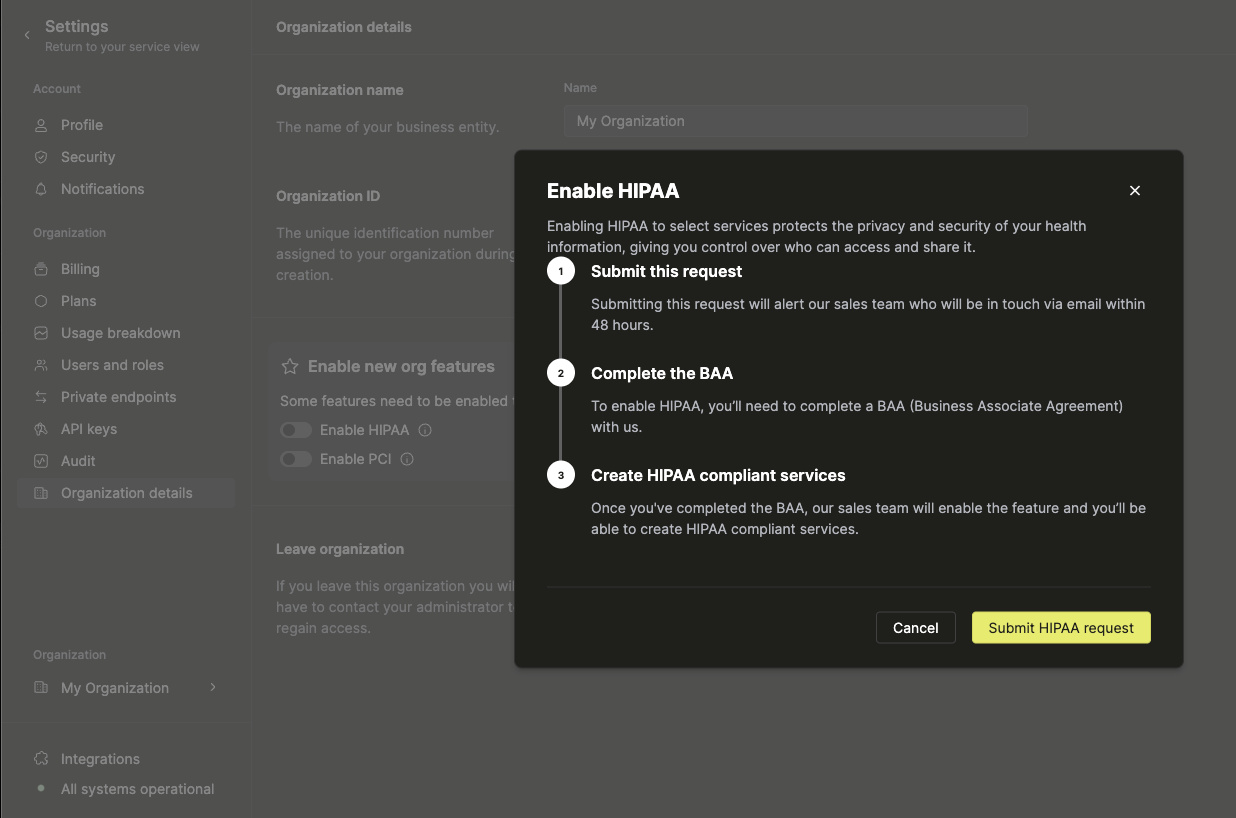 Settings
Return to your service view
Account
Profile
Security
Notifications
Organization
Billing
Plans
Usage breakdown
Users and roles
Private endpoints
API keys
Audit
Organization details
Organization
My Organization
Integrations
All systems operational
Organization details
Organization name
The name of your business entity.
Name
My Organization
Organization ID
The unique identification number
assigned to your organization during
creation.
Enable new org features
Some features need to be enabled
Enable HIPAA
Enable PCI
Leave organization
If you leave this organization you will
have to contact your administrator
regain access.
Enable HIPAA
Enabling HIPAA to select services protects the privacy and security of your health
information, giving you control over who can access and share it.
1 Submit this request
Submitting this request will alert our sales team who will be in touch via email within
48 hours.
2 Complete the BAA
To enable HIPAA, you’ll need to complete a BAA (Business Associate Agreement)
with us.
3 Create HIPAA compliant services
Once you've completed the BAA, our sales team will enable the feature and you’ll be
able to create HIPAA compliant services.
Cancel
Submit HIPAA request